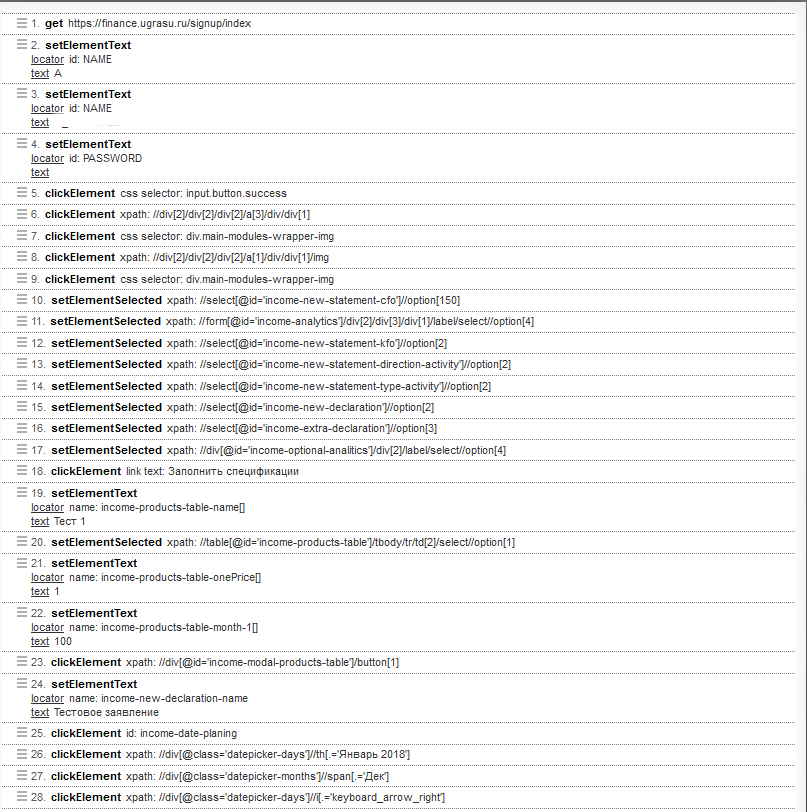 1. get https://finance.ugrasu.ru/signup/index
2. setElementText
locator id: NAME
text A
3. setElementText
locator id: NAME
text
4. setElementText
locator id: PASSWORD
text
5. clickElement css selector: input.button.success
6. clickElement xpath: //div[2]/div[2]/div[2]/a[3]/div/div[1]
7. clickElement css selector: div.main-modules-wrapper-img
8. clickElement xpath: //div[2]/div[2]/div[2]/a[1]/div/div[1]/img
9. clickElement css selector: div.main-modules-wrapper-img
10. setElementSelected xpath: //select[@id='income-new-statement-cfo']//option[150]
11. setElementSelected xpath: //form[@id='income-analytics']/div[2]/div[3]/div[1]/label/select//option[4]
12. setElementSelected xpath: //select[@id='income-new-statement-kfo']//option[2]
13. setElementSelected xpath: //select[@id='income-new-statement-direction-activity']//option[2]
14. setElementSelected xpath: //select[@id='income-new-statement-type-activity']//option[2]
15. setElementSelected xpath: //select[@id='income-new-declaration']//option[2]
16. setElementSelected xpath: //select[@id='income-extra-declaration']//option[3]
17. setElementSelected xpath: //div[@id='income-optional-analitics']/div[2]/label/select//option[4]
18. clickElement link text: Заполнить спецификации
19. setElementText
locator name: income-products-table-name[]
text Тест 1
20. setElementSelected xpath: //table[@id='income-products-table']/tbody/tr/td[2]/select//option[1]
21. setElementText
locator name: income-products-table-onePrice[]
text 1
22. setElementText
locator name: income-products-table-month-1[]
text 100
23. clickElement xpath: //div[@id='income-modal-products-table']/button[1]
24. setElementText
locator name: income-new-declaration-name
text Тестовое заявление
25. clickElement id: income-date-planing
26. clickElement xpath: //div[@class='datepicker-days']//th[.='Январь 2018']
27. clickElement xpath: //div[@class='datepicker-months']//span[.='Дек']
28. clickElement xpath: //div[@class='datepicker-days']//i[.='keyboard_arrow_right']